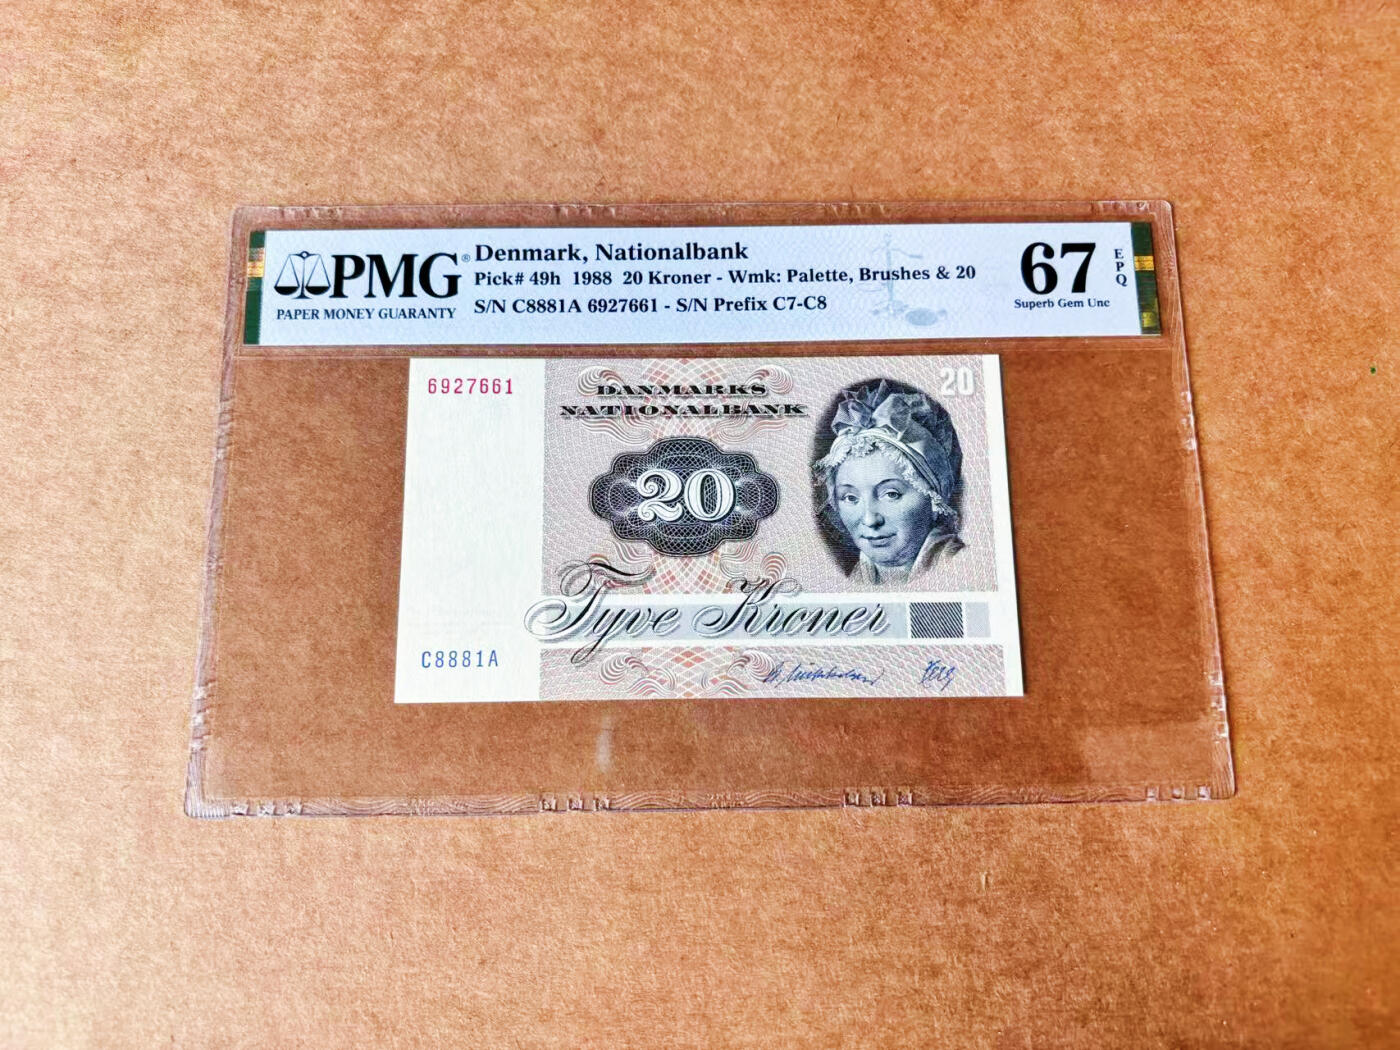 PMG®
PAPER MONEY GUARANTY
Denmark, Nationalbank
Pick# 49h 1988 20 Kroner - Wmk: Palette, Brushes & 20
S/N C8881A 6927661 - S/N Prefix C7-C8
67
Superb Gem Unc
EPQ
6927661
DANMARKS
NATIONALBANK
20
20
Tyve Kroner
C8881A